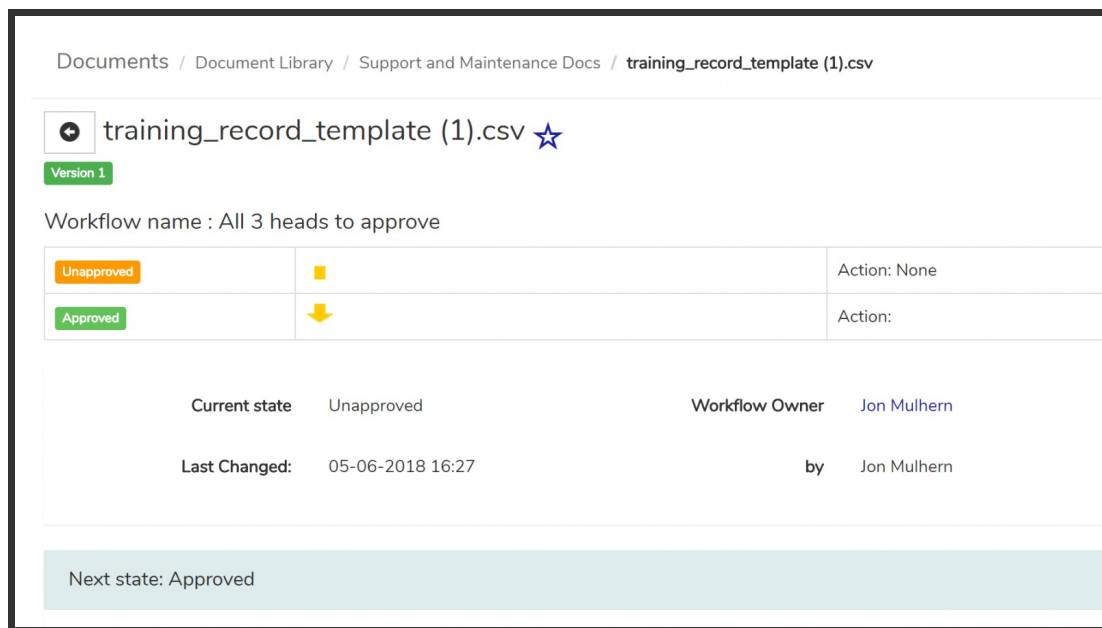 Documents / Document Library / Support and Maintenance Docs / training_record_template (1).csv
training_record_template (1).csv
Version 1
Workflow name : All 3 heads to approve
Unapproved Action: None
Approved Action:
Current state Unapproved Workflow Owner Jon Mulhern
Last Changed: 05-06-2018 16:27 by Jon Mulhern
Next state: Approved